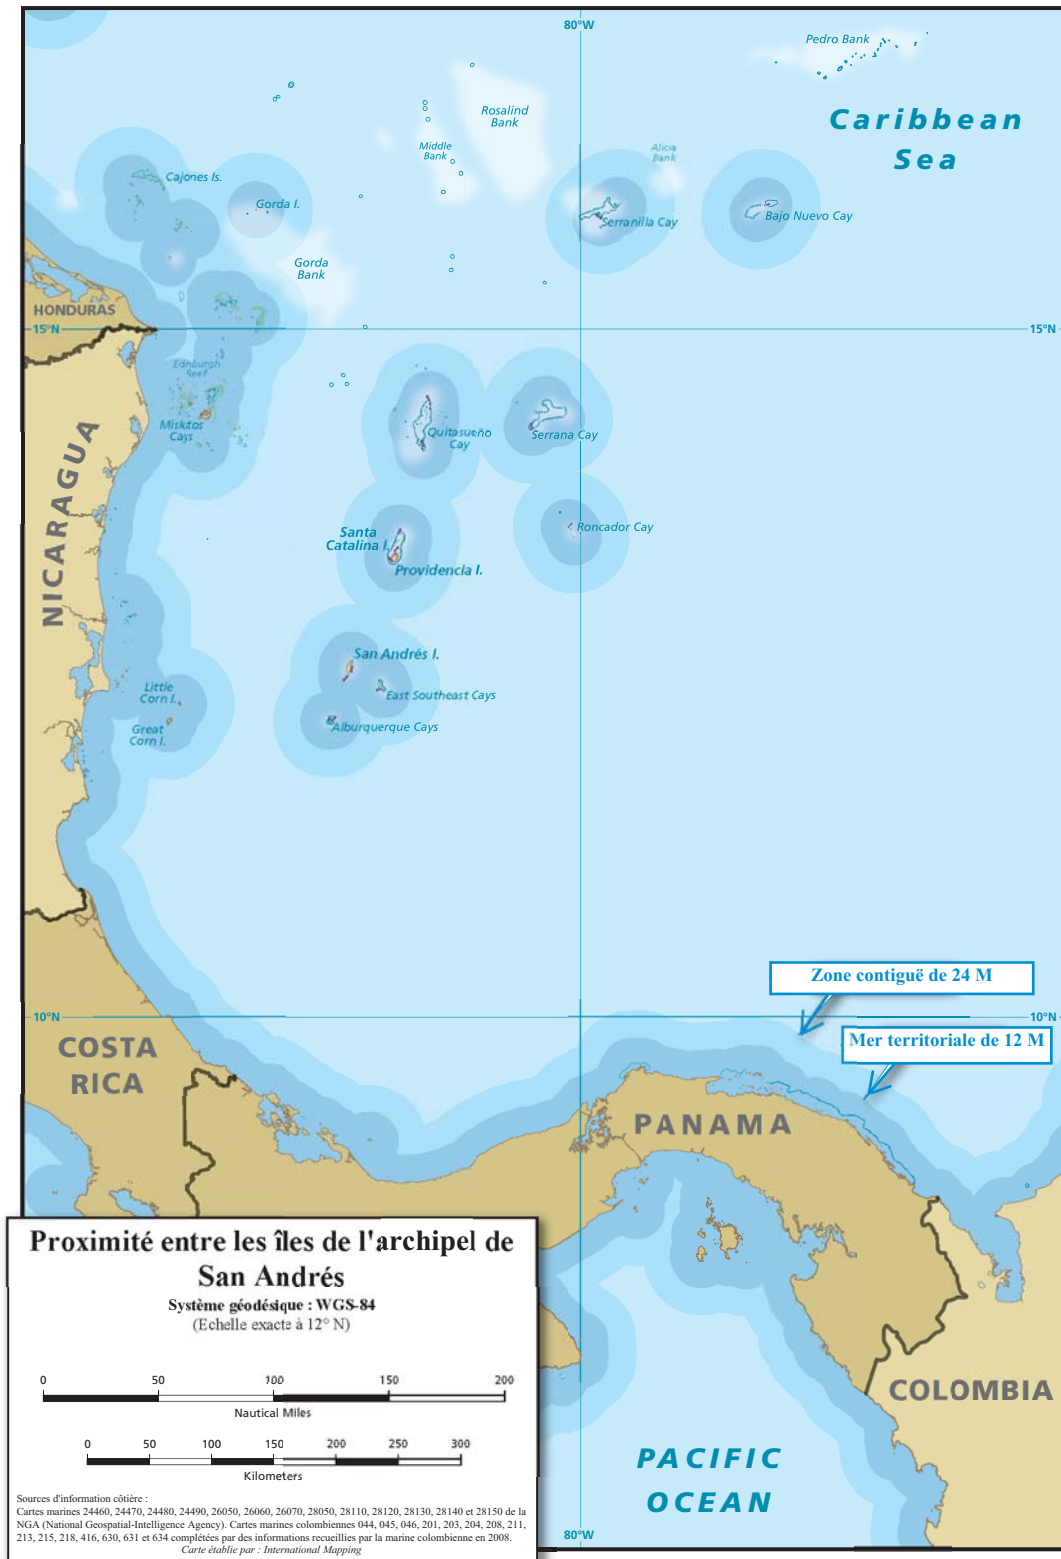 80°W
Pedro Bank
Caribbean
Sea
Rosalind
Bank
Middle
Bank
Alicia
Bank
Cajones Is.
Gorda I.
Serranilla Cay
Bajo Nuevo Cay
Gorda
Bank
HONDURAS
15°N
15°N
Edinburgh
Reef
Miskitos
Cays
Quitasueño
Cay
Serrana Cay
NICARAGUA
Santa
Catalina I.
Roncador Cay
Providencia I.
San Andrés I.
Little
Corn I.
East Southeast Cays
Great
Corn I.
Alburquerque Cays
Zone contiguë de 24 M
10°N
10°N
Mer territoriale de 12 M
COSTA
RICA
PANAMA
Proximité entre les îles de l'archipel de
San Andrés
Système géodésique : WGS-84
(Echelle exacte à 12° N)
0 50 100 150 200
Nautical Miles
0 50 100 150 200 250 300
Kilometers
Sources d'information côtière :
Cartes marines 24460, 24470, 24480, 24490, 26050, 26060, 26070, 28050, 28110, 28120, 28130, 28140 et 28150 de la
NGA (National Geospatial-Intelligence Agency). Cartes marines colombiennes 044, 045, 046, 201, 203, 204, 208, 211,
213, 215, 218, 416, 630, 631 et 634 complétées par des informations recueillies par la marine colombienne en 2008.
Carte établie par : International Mapping
COLOMBIA
PACIFIC
OCEAN
80°W